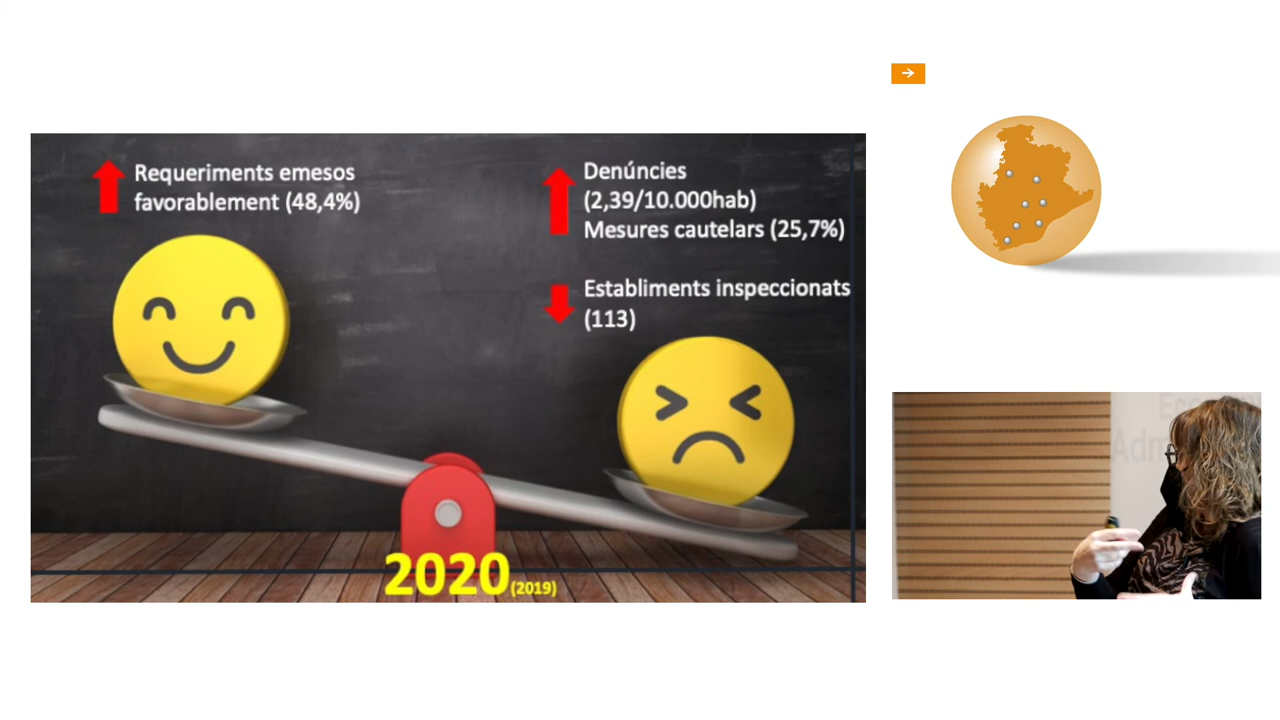 Requeriments emesos
favorablement (48,4%)
Denúncies
(2,39/10.000hab)
Mesures cautelars (25,7%)
Establiments inspeccionats
(113)
2020 (2019)